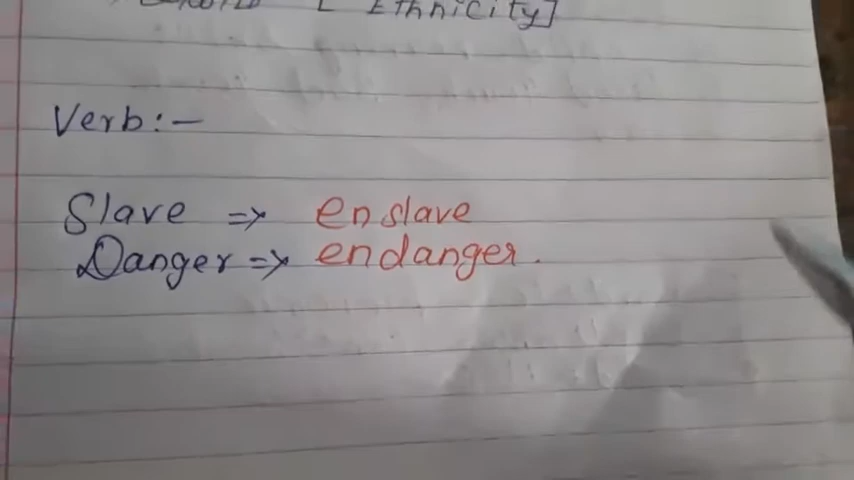 [Ethnicity]
Verb:-
Slave => enslave
Danger => endanger.